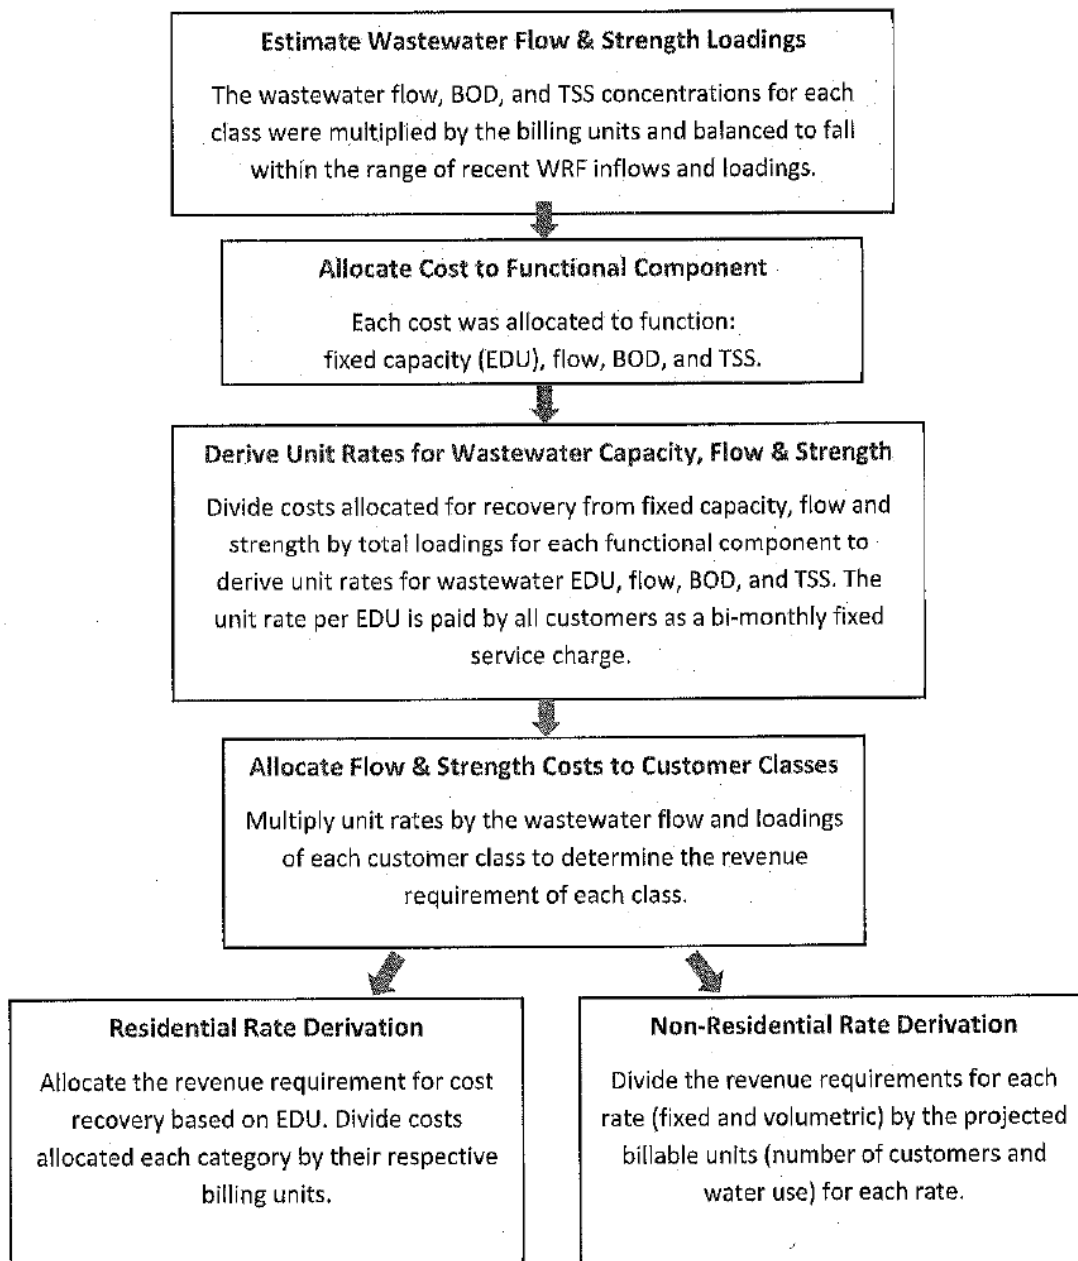 Estimate Wastewater Flow & Strength Loadings
The wastewater flow, BOD, and TSS concentrations for each
class were multiplied by the billing units and balanced to fall
within the range of recent WRF inflows and loadings.
Allocate Cost to Functional Component
Each cost was allocated to function:
fixed capacity (EDU), flow, BOD, and TSS.
Derive Unit Rates for Wastewater Capacity, Flow & Strength
Divide costs allocated for recovery from fixed capacity, flow and
strength by total loadings for each functional component to
derive unit rates for wastewater EDU, flow, BOD, and TSS. The
unit rate per EDU is paid by all customers as a bi-monthly fixed
service charge.
Allocate Flow & Strength Costs to Customer Classes
Multiply unit rates by the wastewater flow and loadings
of each customer class to determine the revenue
requirement of each class.
Residential Rate Derivation
Allocate the revenue requirement for cost
recovery based on EDU. Divide costs
allocated each category by their respective
billing units.
Non-Residential Rate Derivation
Divide the revenue requirements for each
rate (fixed and volumetric) by the projected
billable units (number of customers and
water use) for each rate.